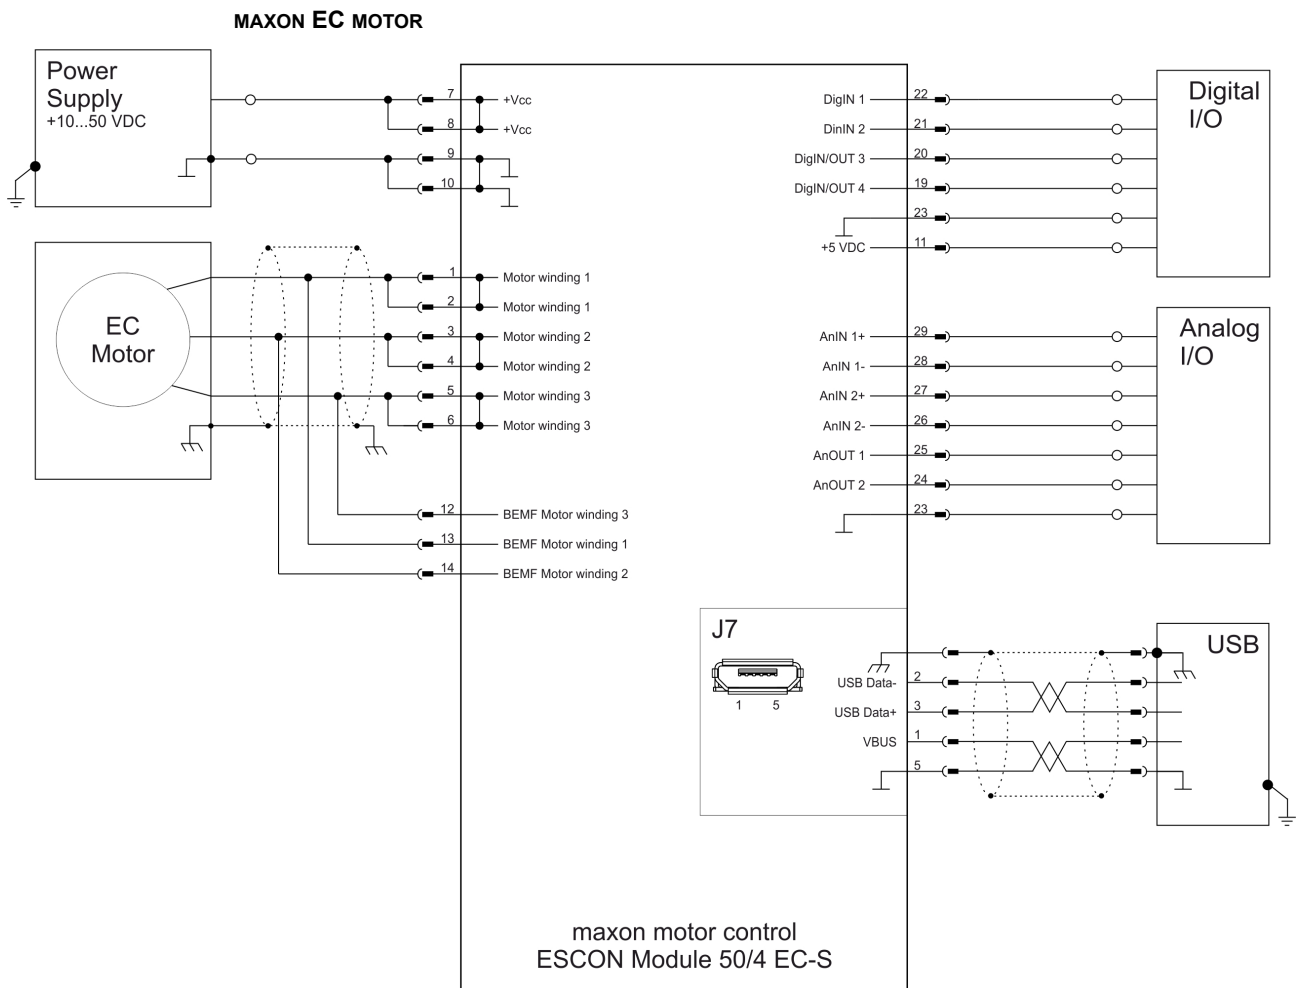 MAXON EC MOTOR
Power
Supply
+10...50 VDC
7 +Vcc
8 +Vcc
9
10
EC
Motor
1 Motor winding 1
2 Motor winding 1
3 Motor winding 2
4 Motor winding 2
5 Motor winding 3
6 Motor winding 3
12 BEMF Motor winding 3
13 BEMF Motor winding 1
14 BEMF Motor winding 2
DigIN 1 22
DinIN 2 21
DigIN/OUT 3 20
DigIN/OUT 4 19
23
+5 VDC 11
Digital
I/O
AnIN 1+ 29
AnIN 1- 28
AnIN 2+ 27
AnIN 2- 26
AnOUT 1 25
AnOUT 2 24
23
Analog
I/O
J7
1 5
USB Data- 2
USB Data+ 3
VBUS 1
5
USB
maxon motor control
ESCON Module 50/4 EC-S